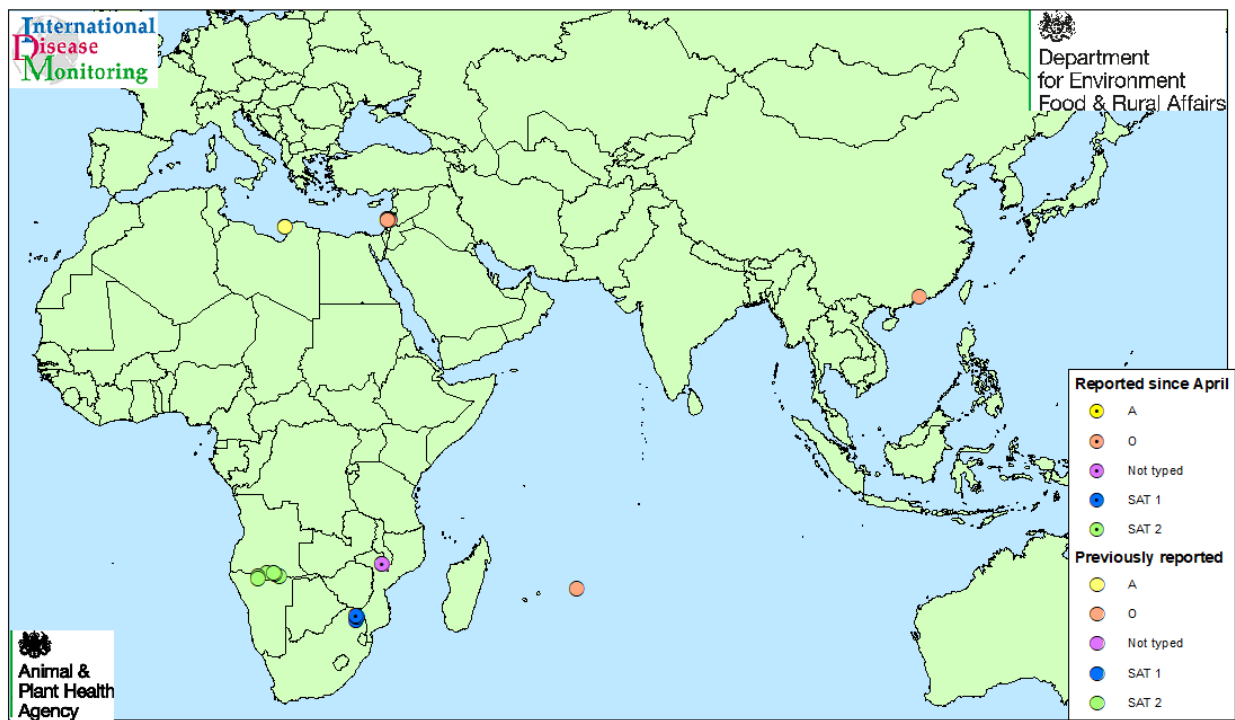 International
Disease
Monitoring
Department
for Environment
Food & Rural Affairs
Reported since April
A
O
Not typed
SAT 1
SAT 2
Previously reported
A
O
Not typed
SAT 1
SAT 2
Animal &
Plant Health
Agency